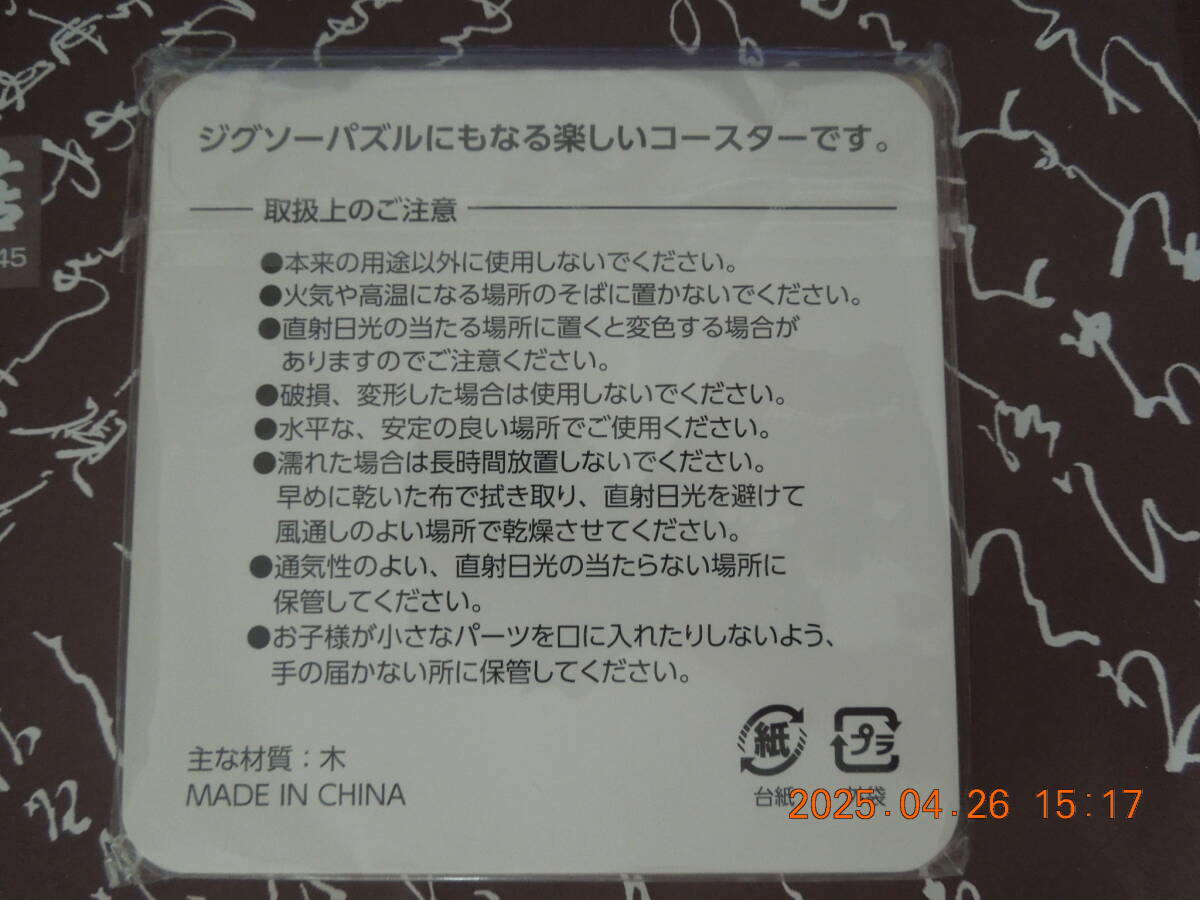 ジグソーパズルにもなる楽しいコースターです。
取扱上のご注意
●本来の用途以外に使用しないでください。
●火気や高温になる場所のそばに置かないでください。
●直射日光の当たる場所に置くと変色する場合が
ありますのでご注意ください。
●破損、変形した場合は使用しないでください。
●水平な、安定の良い場所でご使用ください。
●濡れた場合は長時間放置しないでください。
早めに乾いた布で拭き取り、直射日光を避けて
風通しのよい場所で乾燥させてください。
●通気性のよい、直射日光の当たらない場所に
保管してください。
●お子様が小さなパーツを口に入れたりしないよう、
手の届かない所に保管してください。
主な材質：木
MADE IN CHINA
紙
プラ
台紙
袋
2025.04.26 15:17
45